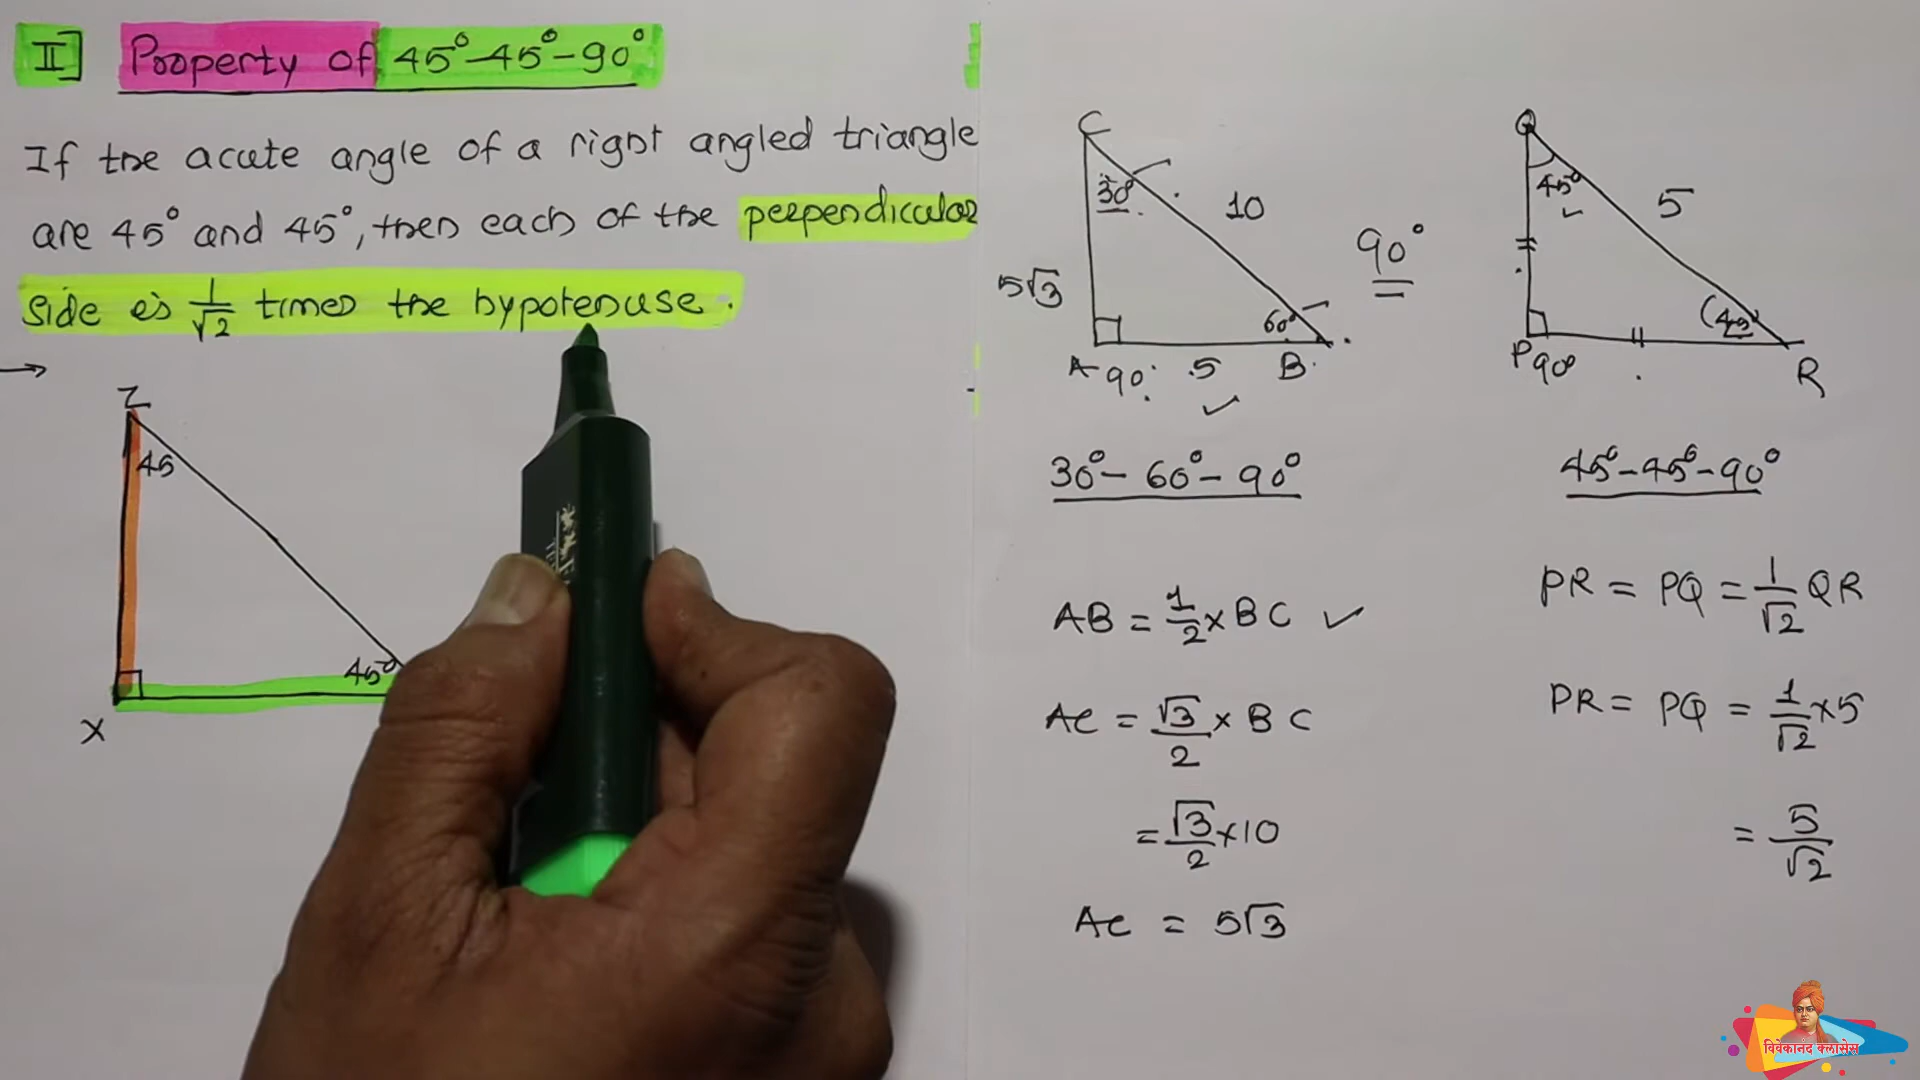 II] Property of 45°-45°-90°
If the acute angle of a right angled triangle
are 45° and 45°, then each of the perpendicular
side is 1/√2 times the hypotenuse.
→
Z
45
45°
X
C
30°
10
5√3
60°
A 90° 5 B
90°
Q
45°
5
45
P 90° R
30°-60°-90°
AB = 1/2 × BC ✓
AC = √3/2 × BC
= √3/2 × 10
AC = 5√3
45°-45°-90°
PR = PQ = 1/√2 QR
PR = PQ = 1/√2 × 5
= 5/√2
विवेकानंद क्लासेस